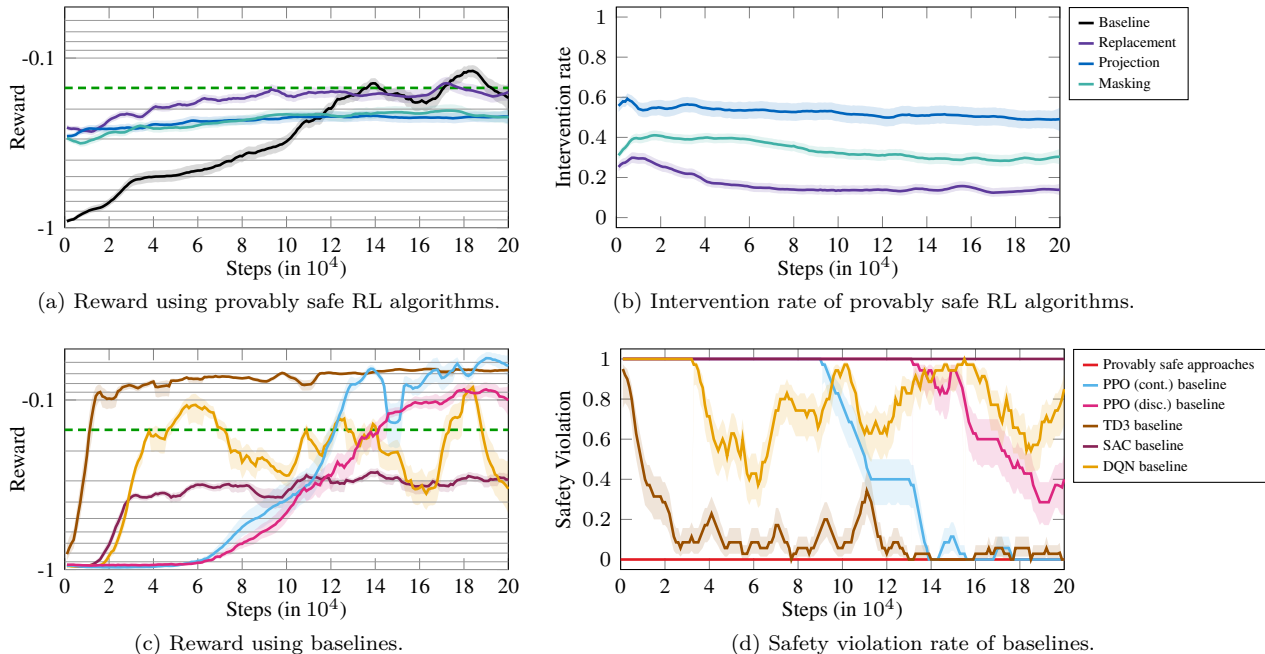 -0.1
-1
Reward
0 2 4 6 8 10 12 14 16 18 20
Steps (in 10^4)
(a) Reward using provably safe RL algorithms.
1
0.8
0.6
0.4
0.2
0
Intervention rate
0 2 4 6 8 10 12 14 16 18 20
Steps (in 10^4)
(b) Intervention rate of provably safe RL algorithms.
Baseline
Replacement
Projection
Masking
-0.1
-1
Reward
0 2 4 6 8 10 12 14 16 18 20
Steps (in 10^4)
(c) Reward using baselines.
1
0.8
0.6
0.4
0.2
0
Safety Violation
0 2 4 6 8 10 12 14 16 18 20
Steps (in 10^4)
(d) Safety violation rate of baselines.
Provably safe approaches
PPO (cont.) baseline
PPO (disc.) baseline
TD3 baseline
SAC baseline
DQN baseline